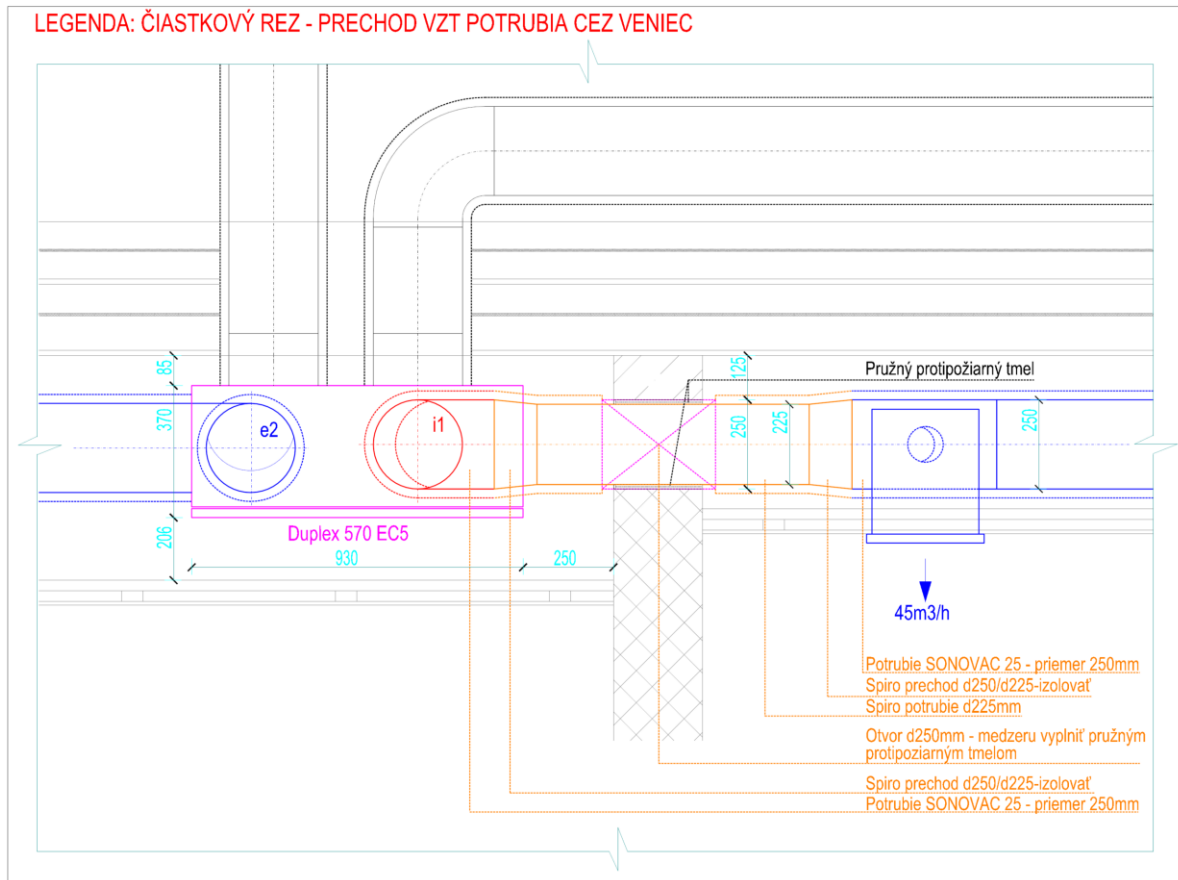 LEGENDA: ČIASTKOVÝ REZ - PRECHOD VZT POTRUBIA CEZ VENIEC
85
125
Pružný protipožiarny tmel
370
e2
i1
250
225
250
206
Duplex 570 EC5
930
250
45m3/h
Potrubie SONOVAC 25 - priemer 250mm
Spiro prechod d250/d225-izolovať
Spiro potrubie d225mm
Otvor d250mm - medzeru vyplniť pružným
protipoziarným tmelom
Spiro prechod d250/d225-izolovať
Potrubie SONOVAC 25 - priemer 250mm